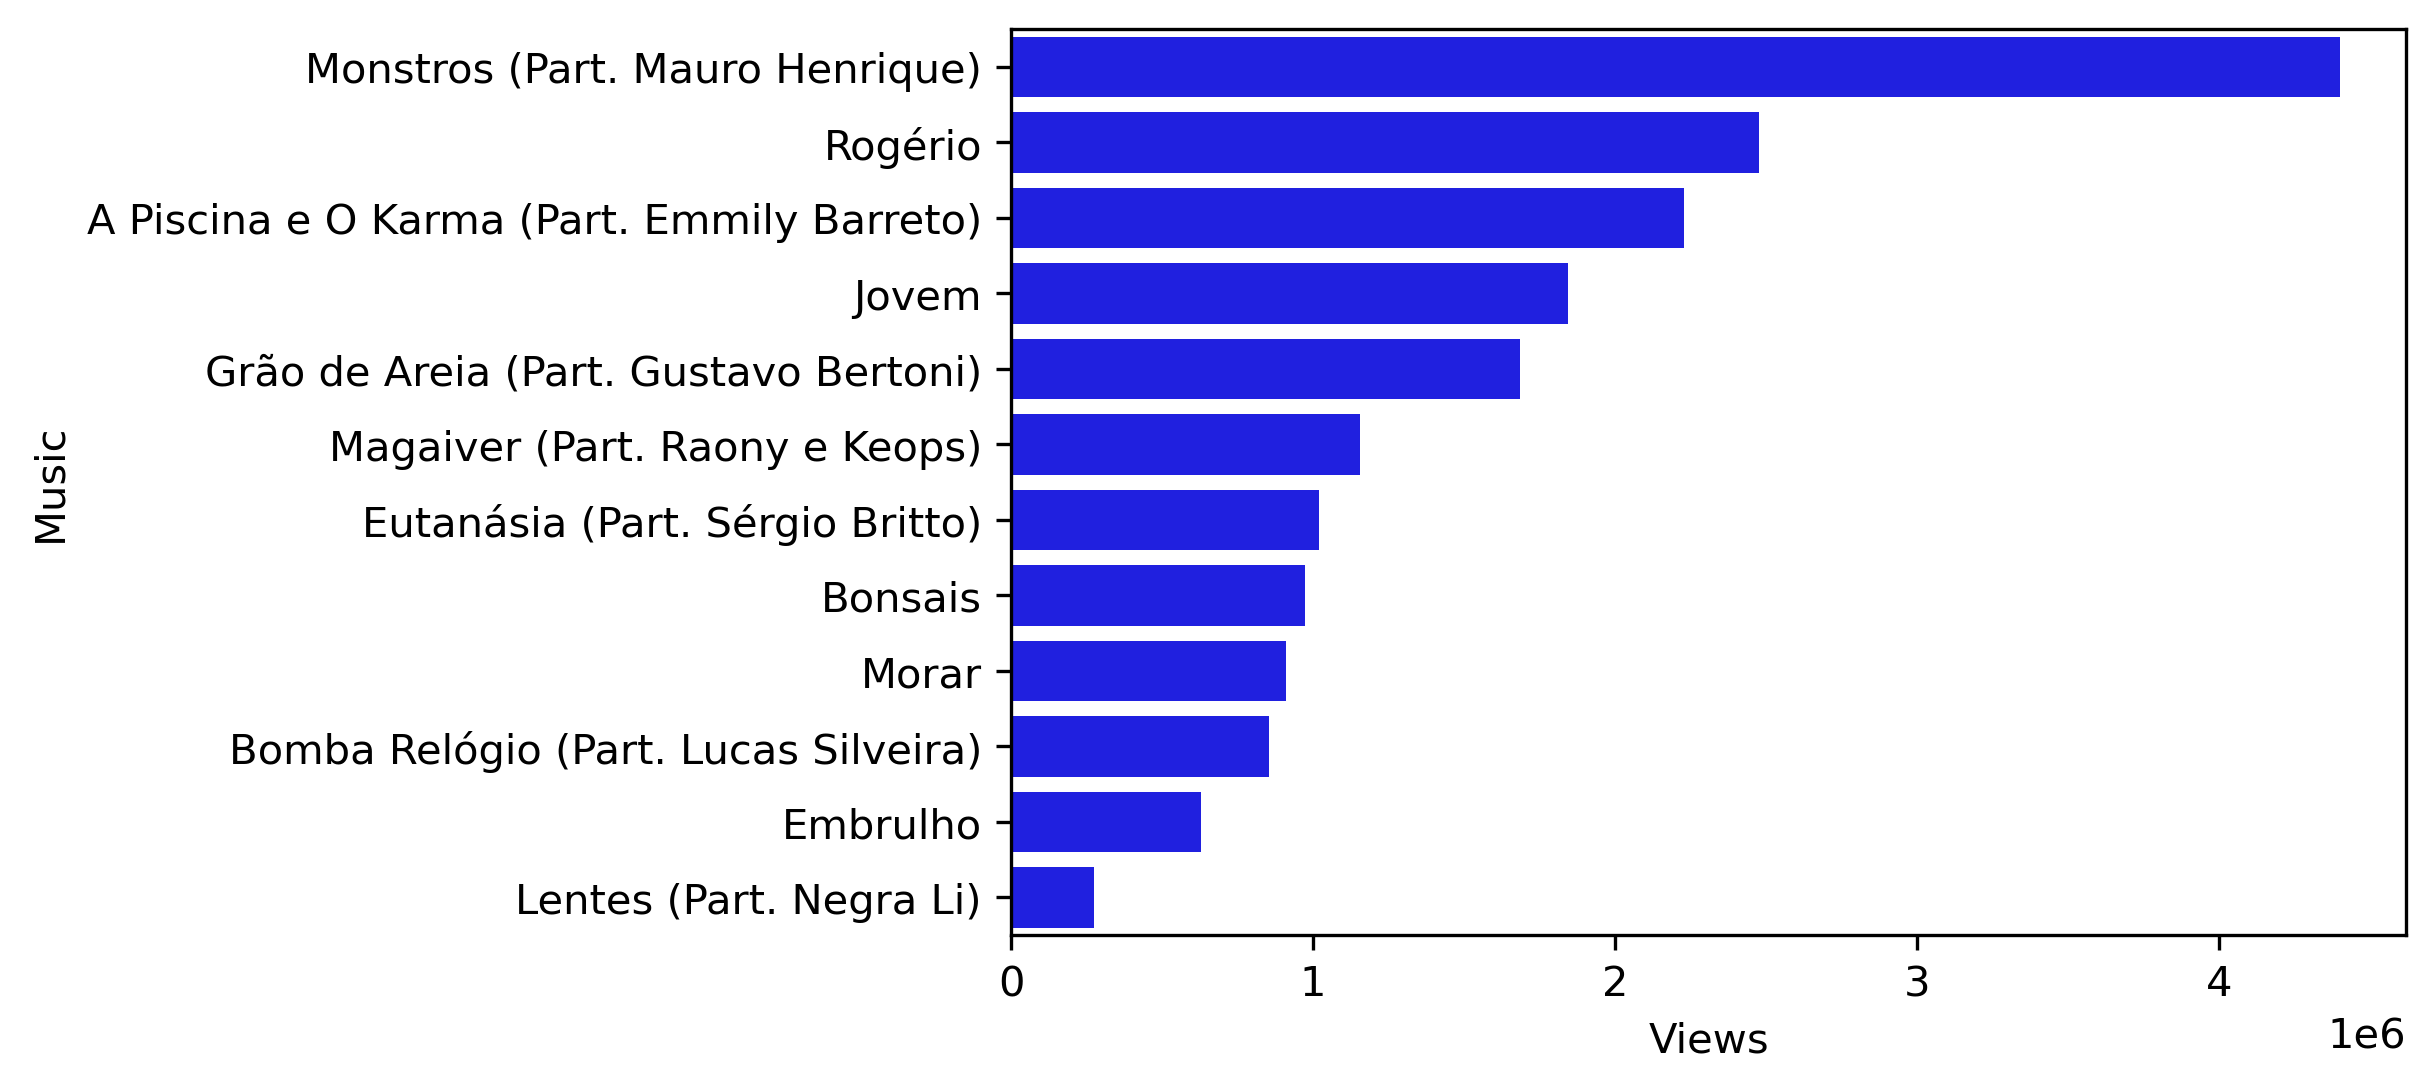 Monstros (Part. Mauro Henrique)
Rogério
A Piscina e O Karma (Part. Emmily Barreto)
Jovem
Grão de Areia (Part. Gustavo Bertoni)
Magaiver (Part. Raony e Keops)
Eutanásia (Part. Sérgio Britto)
Bonsais
Morar
Bomba Relógio (Part. Lucas Silveira)
Embrulho
Lentes (Part. Negra Li)
Music
0 1 2 3 4
1e6
Views